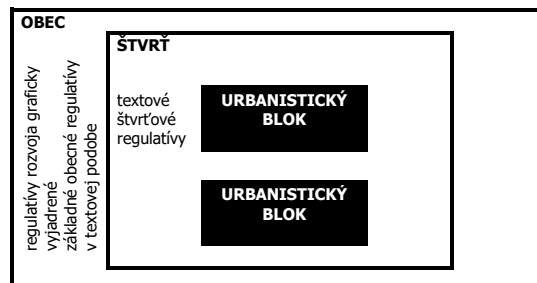 OBEC
regulatívy rozvoja graficky
vyjadrené
základné obecné regulatívy
v textovej podobe
ŠTVRŤ
textové
štvrťové
regulatívy
URBANISTICKÝ
BLOK
URBANISTICKÝ
BLOK